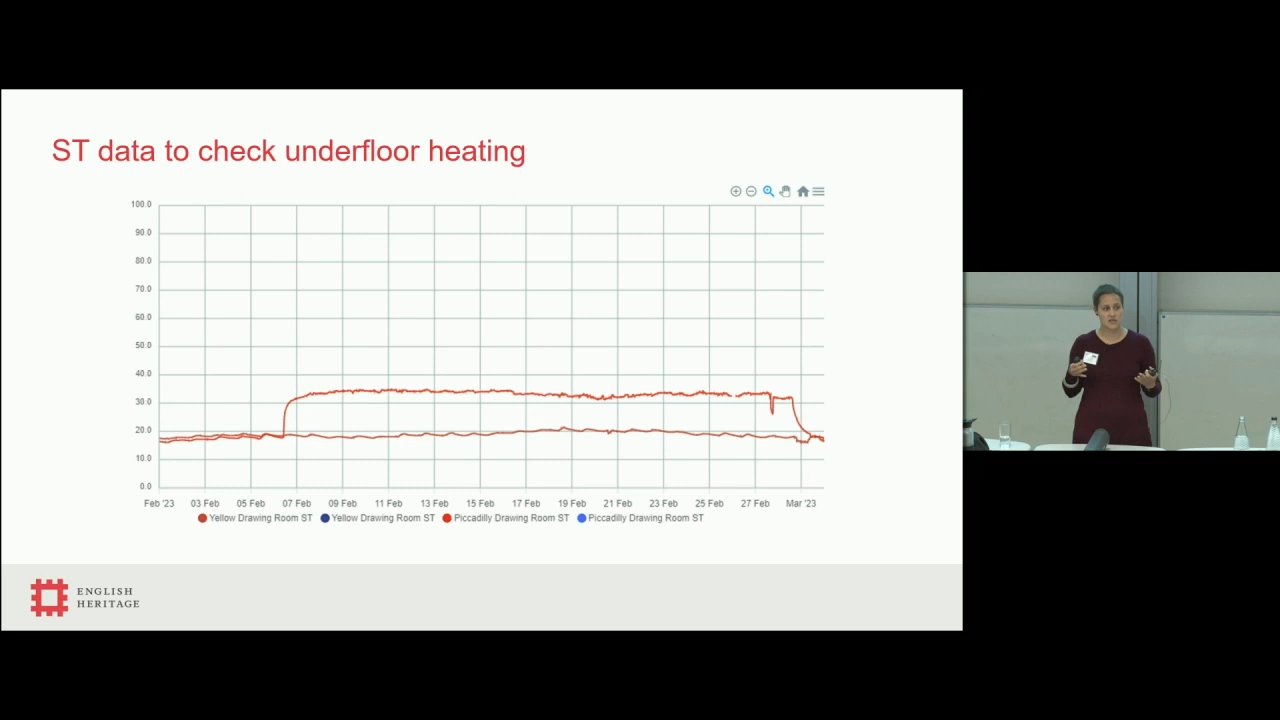 ST data to check underfloor heating
100.0
90.0
80.0
70.0
60.0
50.0
40.0
30.0
20.0
10.0
0.0
Feb '23 03 Feb 05 Feb 07 Feb 09 Feb 11 Feb 13 Feb 15 Feb 17 Feb 19 Feb 21 Feb 23 Feb 25 Feb 27 Feb Mar '23
Yellow Drawing Room ST Yellow Drawing Room ST Piccadilly Drawing Room ST Piccadilly Drawing Room ST
ENGLISH
HERITAGE